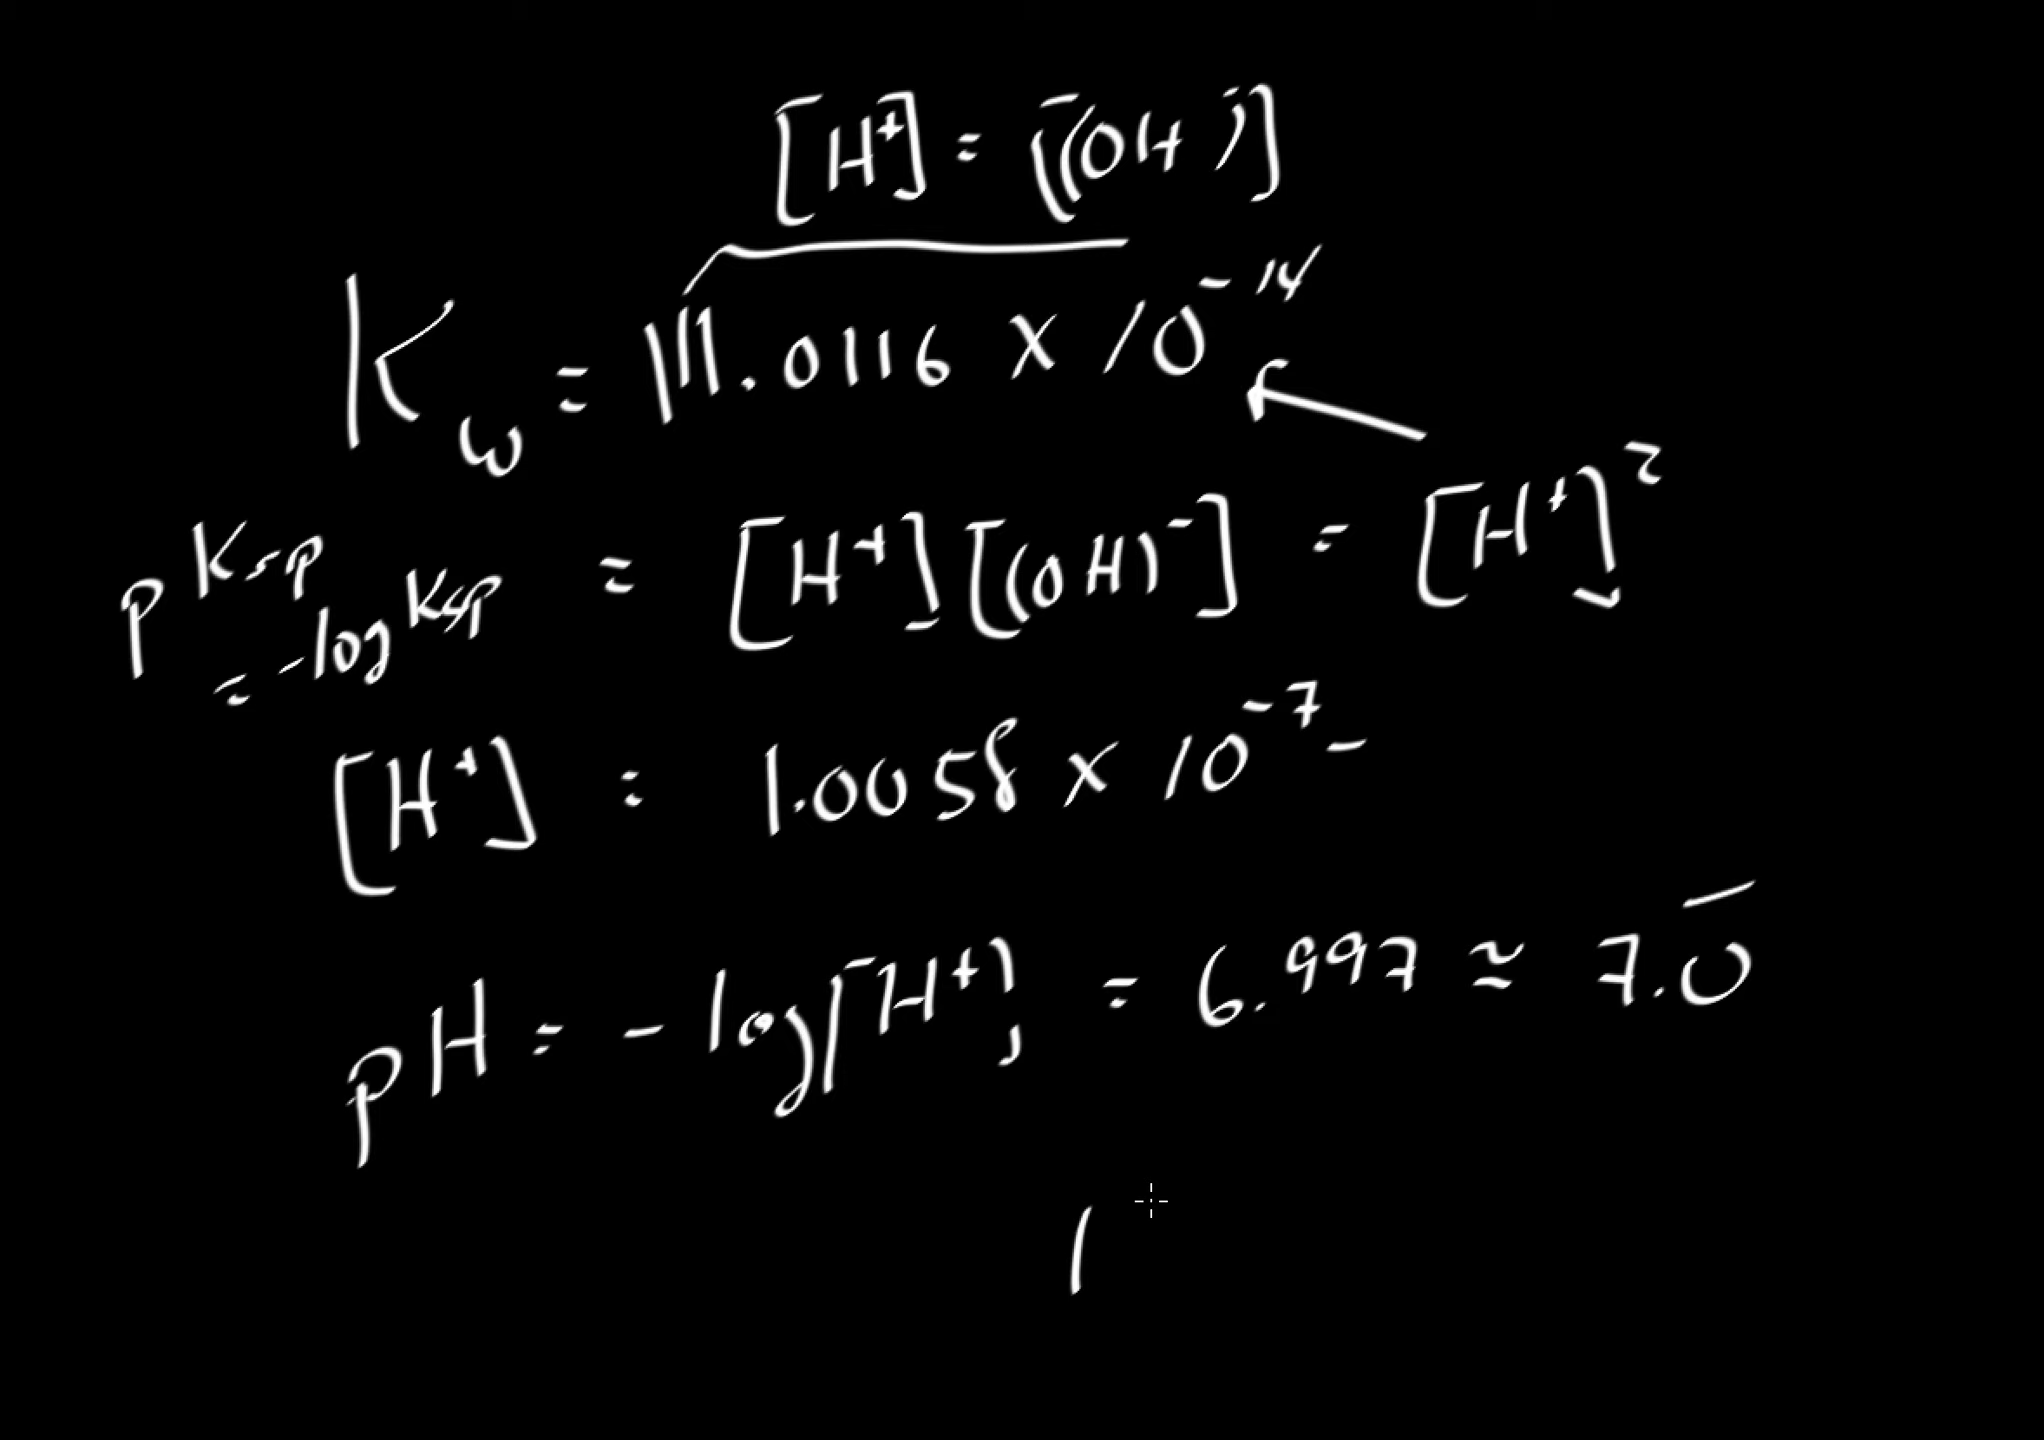 [H⁺] = [(OH⁻)]
K_w = √1.0116 × 10⁻¹⁴
pKsp = -log Ksp
= [H⁺][(OH)⁻] = [H⁺]²
[H⁺] = 1.0058 × 10⁻⁷
pH = -log[H⁺] = 6.997 ≈ 7.0